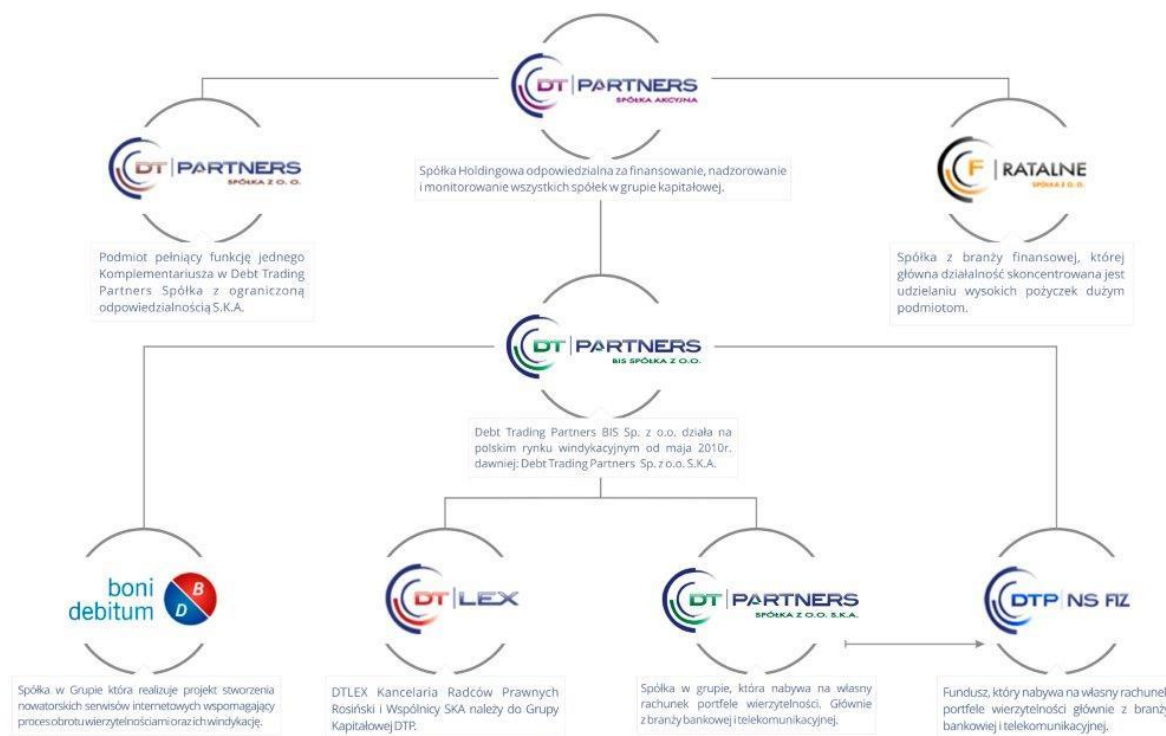 DT PARTNERS
SPÓŁKA AKCYJNA
DT PARTNERS
SPÓŁKA Z O. O.
F RATALNE
SPÓŁKA Z O. O.
Spółka Holdingowa odpowiedzialna za finansowanie, nadzorowanie
i monitorowanie wszystkich spółek w grupie kapitałowej.
Podmiot pełniący funkcję jednego
Komplementariusza w Debt Trading
Partners Spółka z ograniczoną
odpowiedzialnością S.K.A.
Spółka z branży finansowej, której
główna działalność skoncentrowana jest
udzielaniu wysokich pożyczek dużym
podmiotom.
DT PARTNERS
BIS SPÓŁKA Z O.O.
Debt Trading Partners BIS Sp. z o.o. działa na
polskim rynku windykacyjnym od maja 2010r.
dawniej: Debt Trading Partners Sp. z o.o. S.K.A.
boni
debitum
B
D
DT LEX
DT PARTNERS
SPÓŁKA Z O.O. S.K.A.
DTP NS FIZ
Spółka w Grupie która realizuje projekt stworzenia
nowatorskich serwisów internetowych wspomagający
proces obrotu wierzytelnościami oraz ich windykację.
DTLEX Kancelaria Radców Prawnych
Rosiński i Wspólnicy SKA należy do Grupy
Kapitałowej DTP.
Spółka w grupie, która nabywa na własny
rachunek portfele wierzytelności. Głównie
z branży bankowej i telekomunikacyjnej.
Fundusz, który nabywa na własny rachunek
portfele wierzytelności głównie z branży
bankowiej i telekomunikacyjnej.